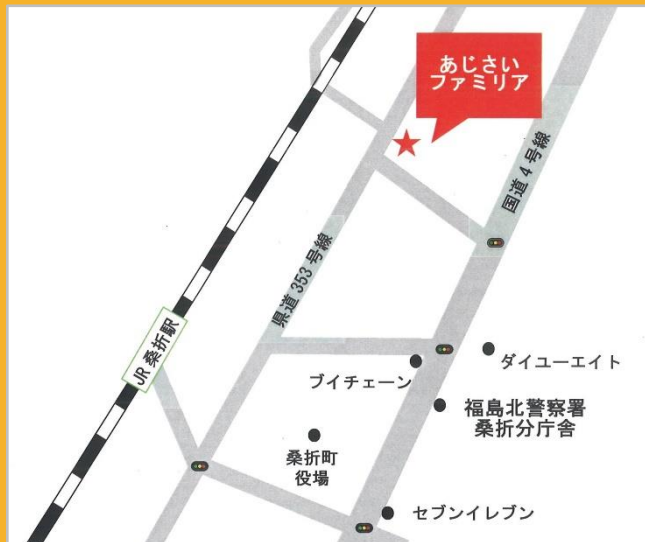 あじさい
ファミリア
国道4号線
県道353号線
JR桑折駅
ブイチェーン
ダイユーエイト
福島北警察署
桑折分庁舎
桑折町
役場
セブンイレブン